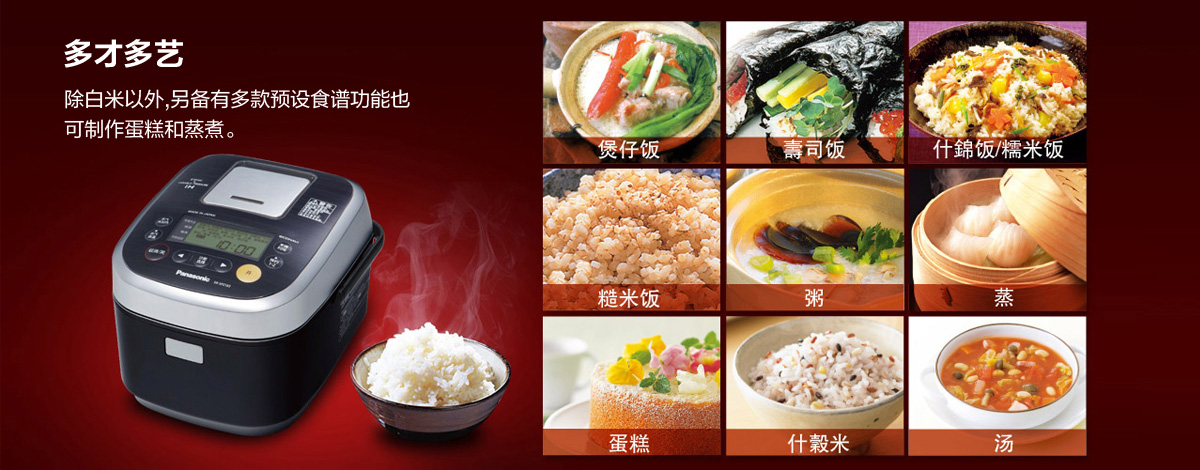 多才多艺
除白米以外,另备有多款预设食谱功能也
可制作蛋糕和蒸煮。
IH
10:00
Panasonic
煲仔饭
壽司饭
什錦饭/糯米饭
糙米饭
粥
蒸
蛋糕
什穀米
汤